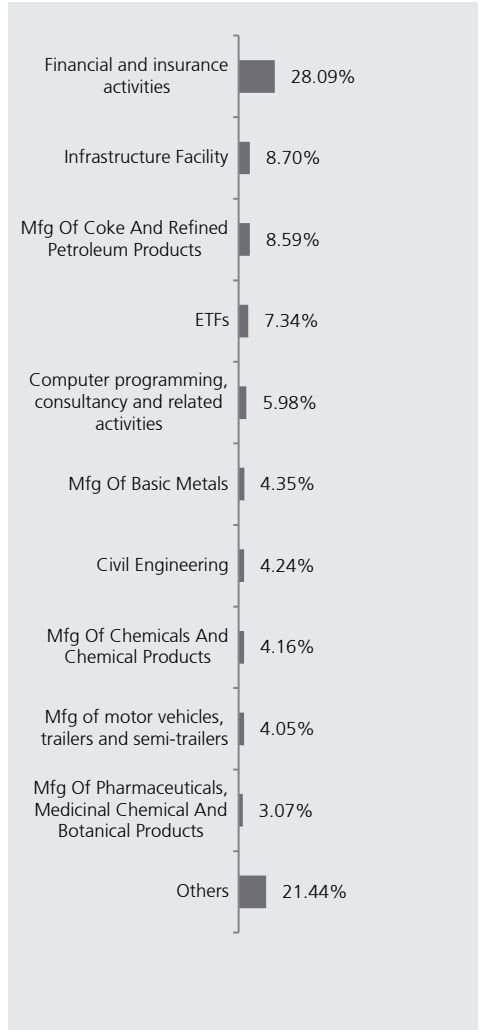 Financial and insurance
activities
28.09%
Infrastructure Facility
8.70%
Mfg Of Coke And Refined
Petroleum Products
8.59%
ETFs
7.34%
Computer programming,
consultancy and related
activities
5.98%
Mfg Of Basic Metals
4.35%
Civil Engineering
4.24%
Mfg Of Chemicals And
Chemical Products
4.16%
Mfg of motor vehicles,
trailers and semi-trailers
4.05%
Mfg Of Pharmaceuticals,
Medicinal Chemical And
Botanical Products
3.07%
Others
21.44%